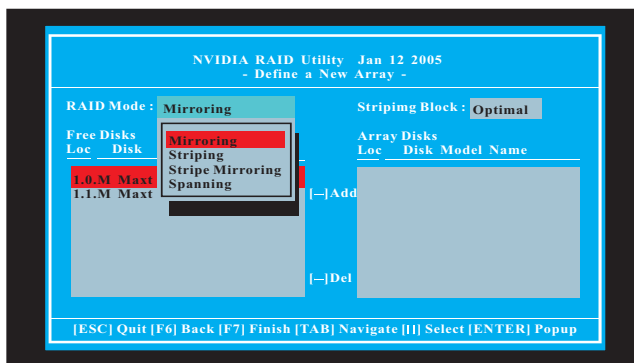 NVIDIA RAID Utility Jan 12 2005
- Define a New Array -
RAID Mode : Mirroring
Stripimg Block : Optimal
Free Disks
Loc Disk
Array Disks
Loc Disk Model Name
Mirroring
Striping
Stripe Mirroring
Spanning
1.0.M Maxt
1.1.M Maxt
[—]Add
[—]Del
[ESC] Quit [F6] Back [F7] Finish [TAB] Navigate [||] Select [ENTER] Popup